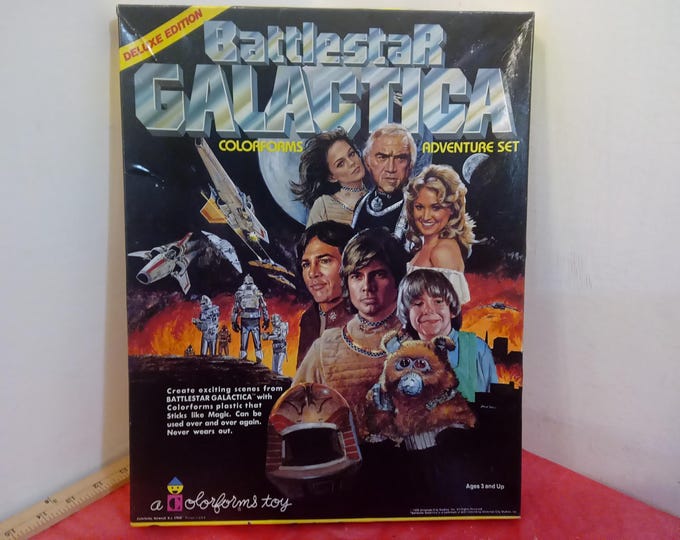 DELUXE EDITION
Battlestar
GALACTICA
COLORFORMS ADVENTURE SET
Create exciting scenes from
BATTLESTAR GALACTICA™ with
Colorforms plastic that
Sticks like Magic. Can be
used over and over again.
Never wears out.
Ages 3 and Up
a Colorforms toy